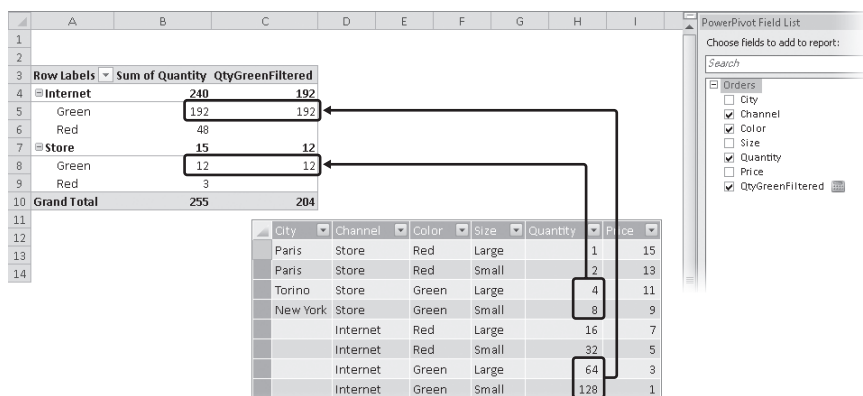 A B C D E F G H I
1
2
3 Row Labels Sum of Quantity QtyGreenFiltered
4 Internet 240 192
5 Green 192 192
6 Red 48
7 Store 15 12
8 Green 12 12
9 Red 3
10 Grand Total 255 204
11
12
13
14
City Channel Color Size Quantity Price
Paris Store Red Large 1 15
Paris Store Red Small 2 13
Torino Store Green Large 4 11
New York Store Green Small 8 9
Internet Red Large 16 7
Internet Red Small 32 5
Internet Green Large 64 3
Internet Green Small 128 1
PowerPivot Field List
Choose fields to add to report:
Search
Orders
City
Channel
Color
Size
Quantity
Price
QtyGreenFiltered